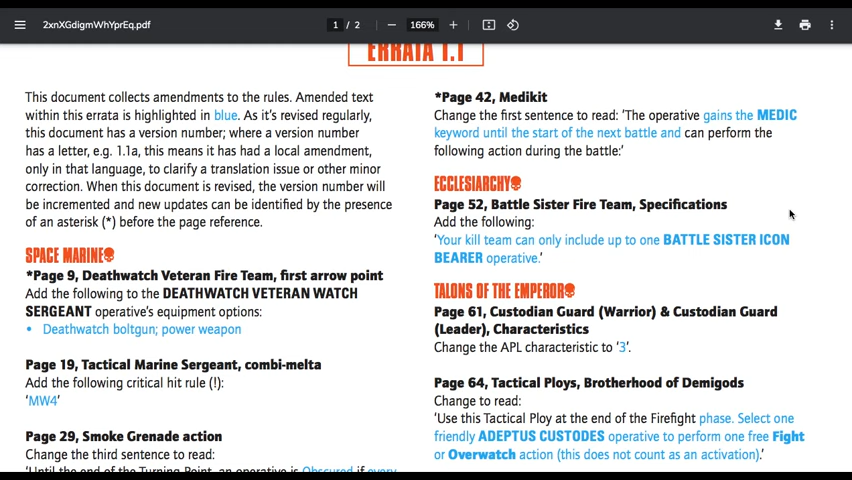 2xnXGdigmWhYprEq.pdf
1 / 2
166%
ERRATA 1.1
This document collects amendments to the rules. Amended text
within this errata is highlighted in blue. As it's revised regularly,
this document has a version number; where a version number
has a letter, e.g. 1.1a, this means it has had a local amendment,
only in that language, to clarify a translation issue or other minor
correction. When this document is revised, the version number will
be incremented and new updates can be identified by the presence
of an asterisk (*) before the page reference.
SPACE MARINE
*Page 9, Deathwatch Veteran Fire Team, first arrow point
Add the following to the DEATHWATCH VETERAN WATCH
SERGEANT operative's equipment options:
• Deathwatch boltgun; power weapon
Page 19, Tactical Marine Sergeant, combi-melta
Add the following critical hit rule (!):
'MW4'
Page 29, Smoke Grenade action
Change the third sentence to read:
'Until the end of the Turning Point, an operative is Obscured if every
*Page 42, Medikit
Change the first sentence to read: 'The operative gains the MEDIC
keyword until the start of the next battle and can perform the
following action during the battle:'
ECCLESIARCHY
Page 52, Battle Sister Fire Team, Specifications
Add the following:
'Your kill team can only include up to one BATTLE SISTER ICON
BEARER operative.'
TALONS OF THE EMPEROR
Page 61, Custodian Guard (Warrior) & Custodian Guard
(Leader), Characteristics
Change the APL characteristic to '3'.
Page 64, Tactical Ploys, Brotherhood of Demigods
Change to read:
'Use this Tactical Ploy at the end of the Firefight phase. Select one
friendly ADEPTUS CUSTODES operative to perform one free Fight
or Overwatch action (this does not count as an activation).'